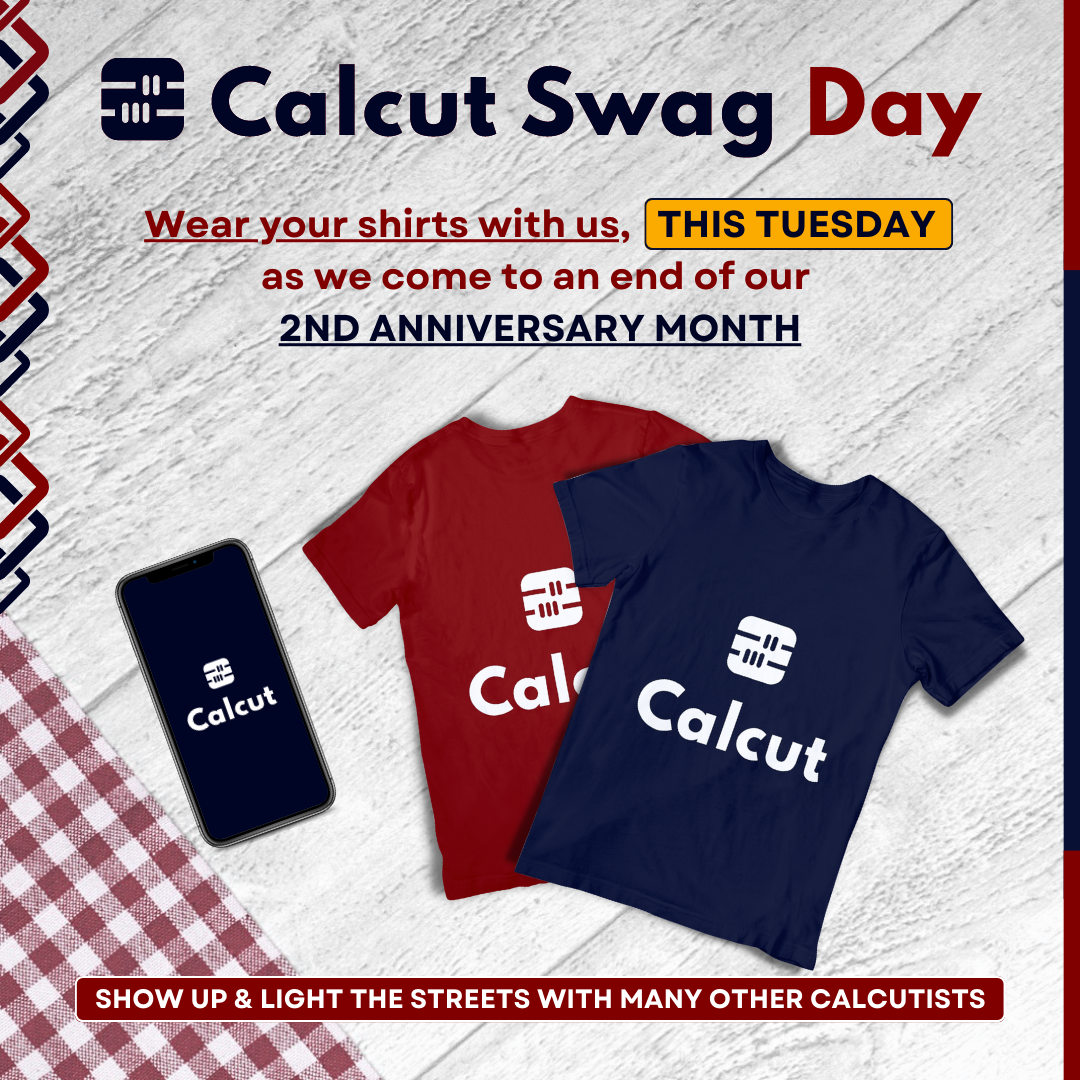 Calcut Swag Day
Wear your shirts with us, THIS TUESDAY
as we come to an end of our
2ND ANNIVERSARY MONTH
Calcut
Calc
Calcut
SHOW UP & LIGHT THE STREETS WITH MANY OTHER CALCUTISTS